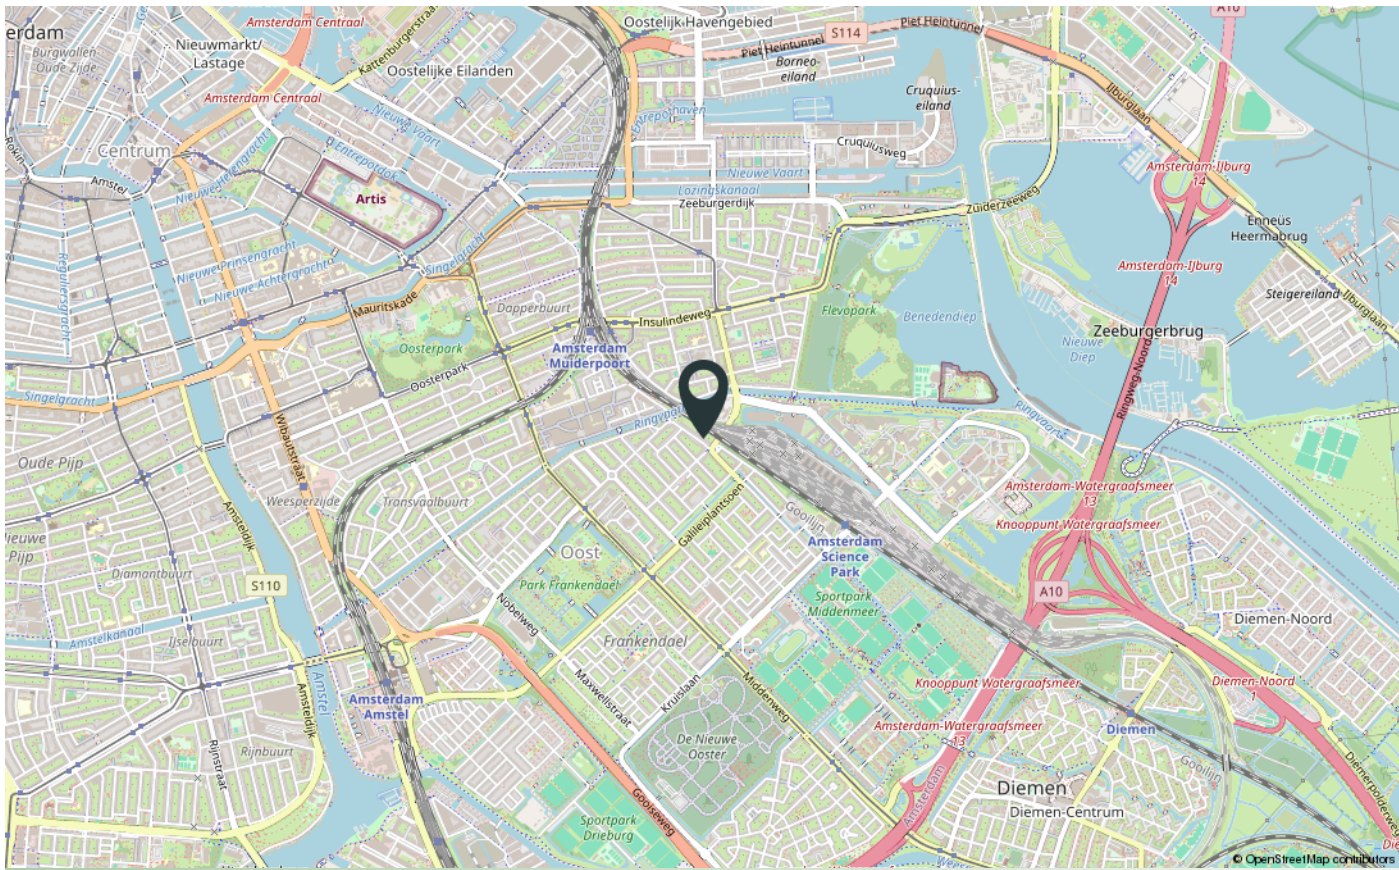 Amsterdam Centraal
Oostelijk Havengebied
A10
Piet Heintunnel
S114
Piet Heintunnel
erdam
Burgwallen
Oude Zijde
Nieuwmarkt/
Lastage
Kattenburgerstraat
Oostelijke Eilanden
Borneo-
eiland
Amsterdam Centraal
Cruquius-
eiland
IJburglaan
Nieuwe Vaart
Entrepothaven
Rokin
Centrum
Entrepotdok
Nieuwe Herengracht
Cruquiusweg
Nieuwe Vaart
Amsterdam-IJburg
14
Amstel
Artis
Lozingskanaal
Zeeburgerdijk
Zuiderzeeweg
Enneüs
Heermabrug
Reguliersgracht
Nieuwe Prinsengracht
Nieuwe Achtergracht
Singelgracht
Amsterdam-IJburg
14
Steigereiland
IJburglaan
Mauritskade
Dapperbuurt
Insulindeweg
Flevopark
Benedendiep
Zeeburgerbrug
Nieuwe
Diep
Oosterpark
Amsterdam
Muiderpoort
Oosterpark
Ringweg-Noord
Singelgracht
Wibautstraat
Ringvaart
Oude Pijp
Weesperzijde
Transvaalbuurt
Amsterdam-Watergraafsmeer
13
Nieuwe
Pijp
Amsteldijk
Galileïplantsoen
Gooilijn
Knooppunt Watergraafsmeer
Amsterdam
Science
Park
Oost
Diamantbuurt
S110
Park Frankendael
Sportpark
Middenmeer
A10
Nobelweg
Diemen-Noord
Amstelkanaal
IJselbuurt
Frankendael
Maxwellstraat
Kruislaan
Middenweg
Knooppunt Watergraafsmeer
Diemen-Noord
1
Amsterdam
Amstel
Amstel
Amsteldijk
Amsterdam-Watergraafsmeer
13
Diemen
Rijnstraat
Rijnbuurt
De Nieuwe
Ooster
Gooilijn
Diemerpolderweg
Amsterdam
Diemen
Diemen-Centrum
Gooiseweg
Sportpark
Drieburg
© OpenStreetMap contributors